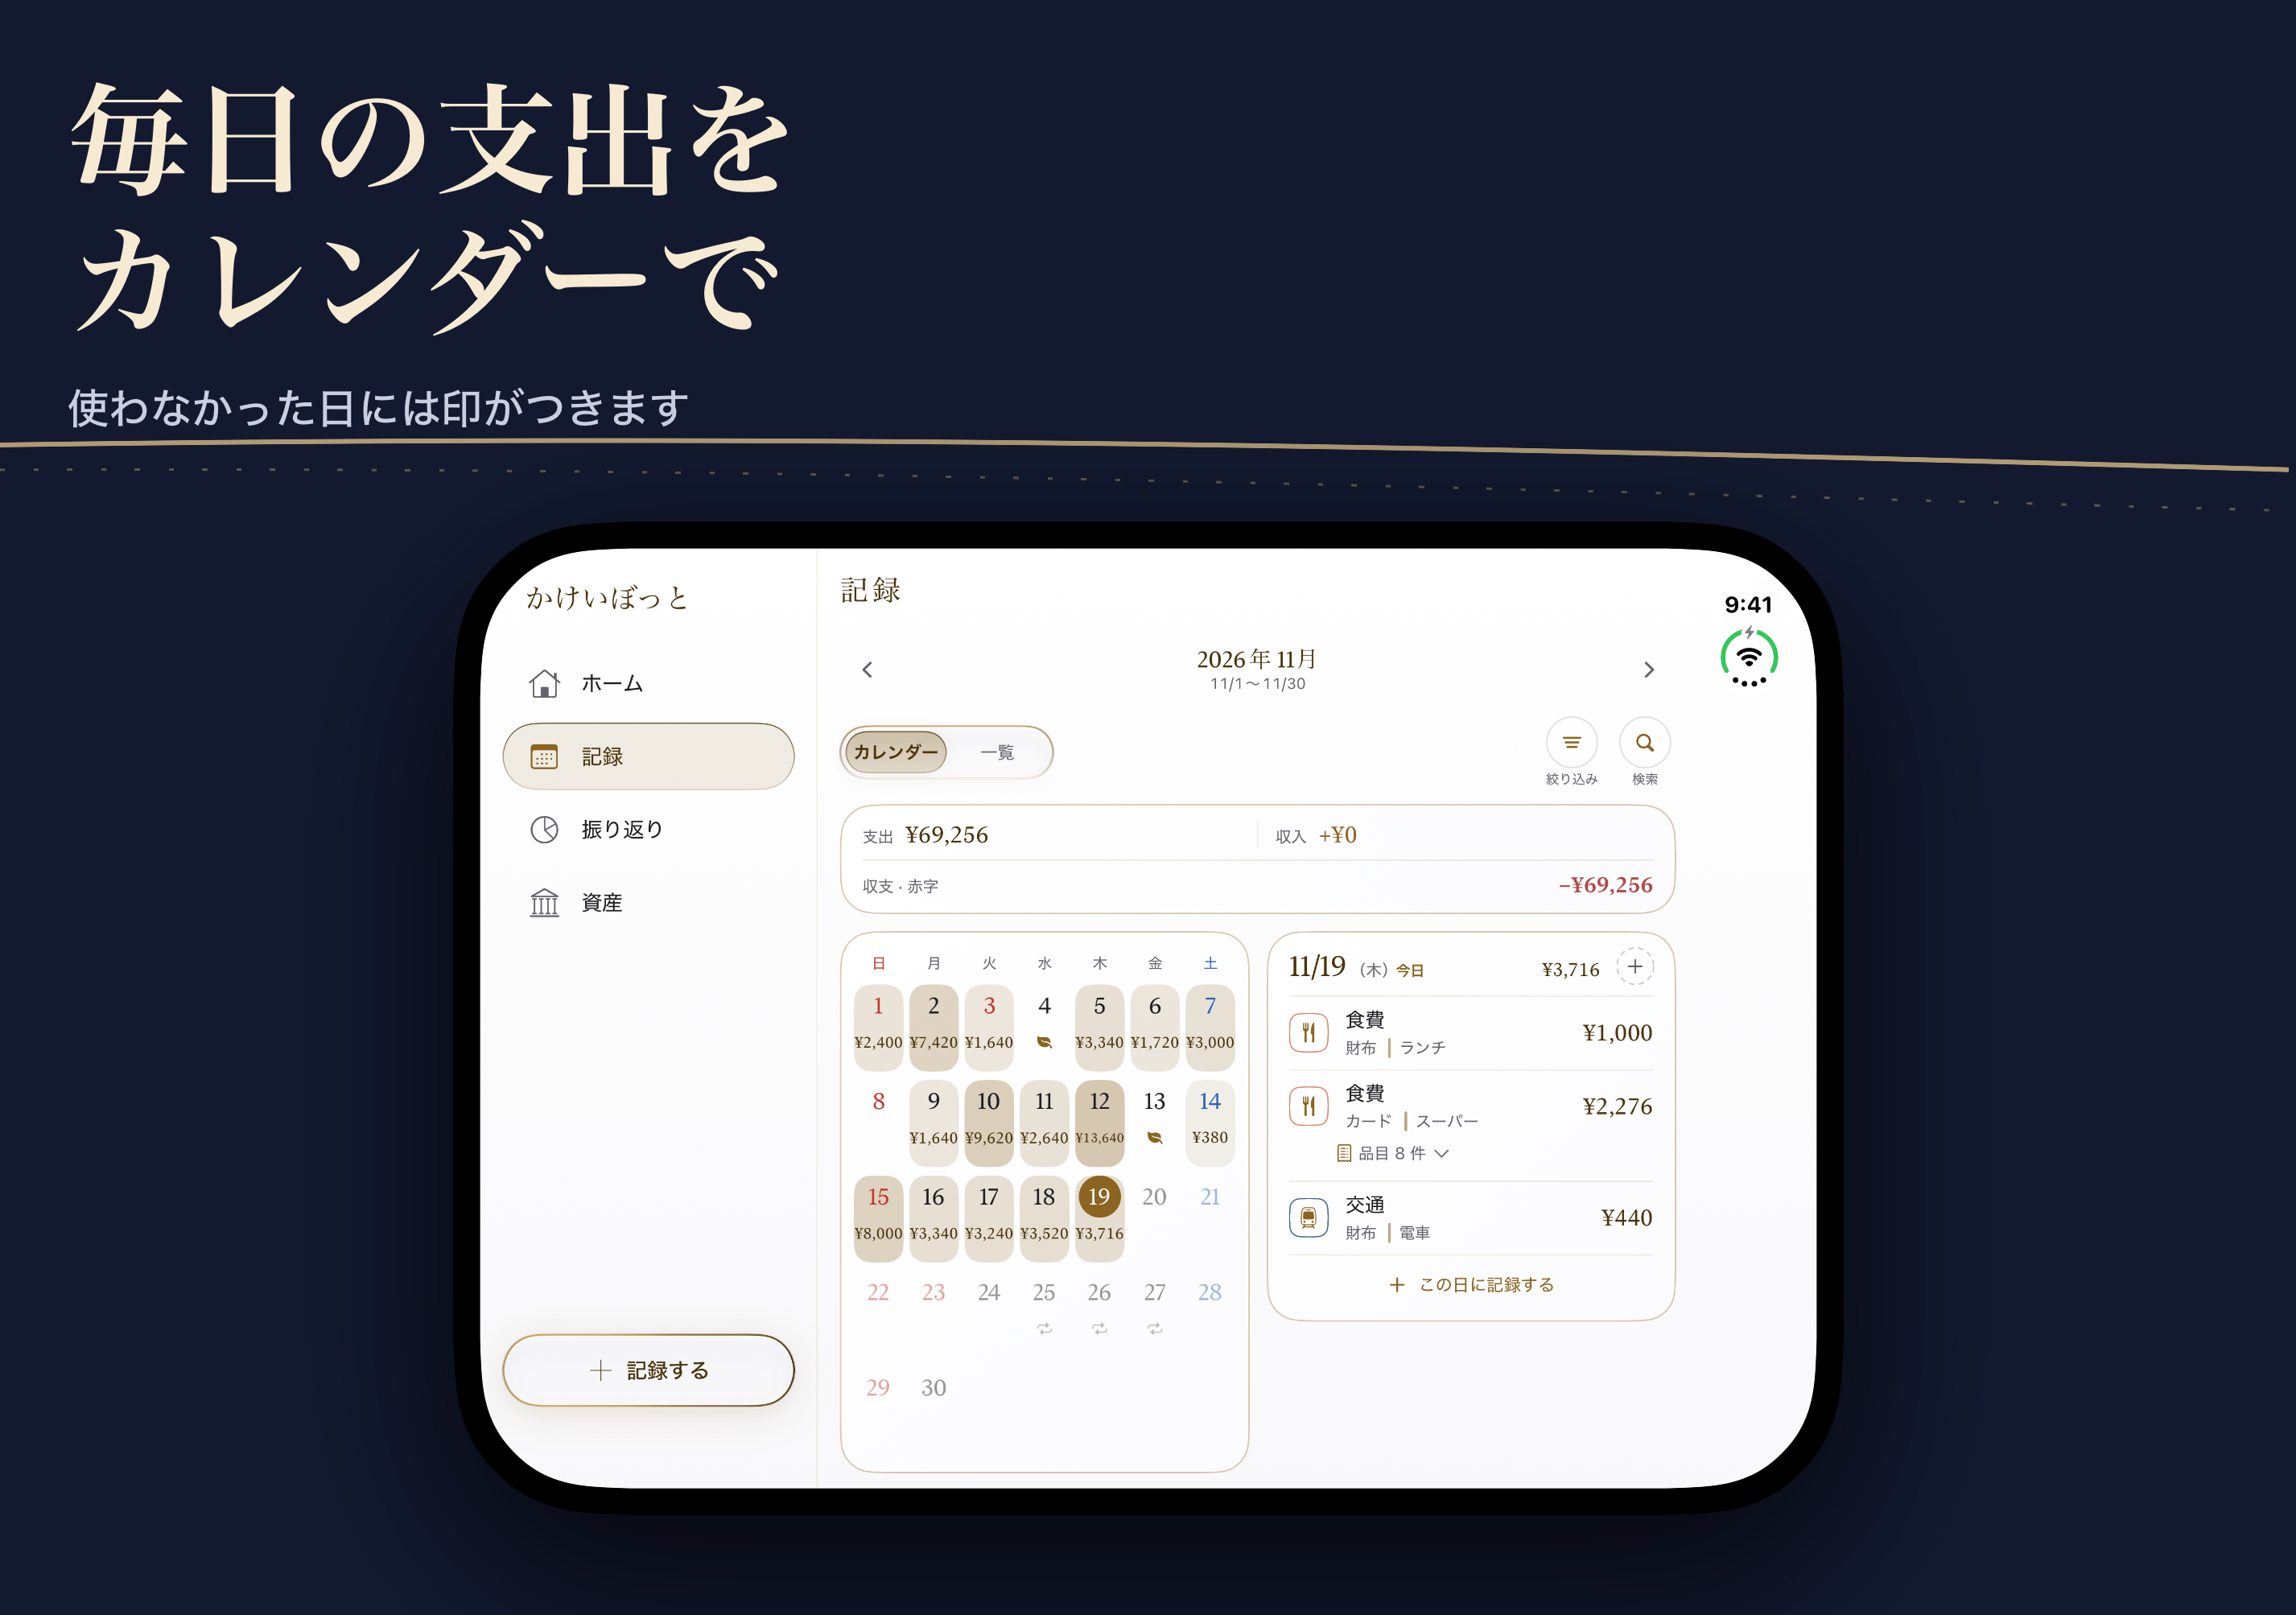 毎日の支出を
カレンダーで
使わなかった日には印がつきます
かけいぼっと
ホーム
記録
振り返り
資産
記録する
記録
2026年 11月
11/1〜11/30
9:41
カレンダー 一覧
絞り込み 検索
支出 ¥69,256 収入 +¥0
収支・赤字 −¥69,256
日 月 火 水 木 金 土
1 2 3 4 5 6 7
¥2,400 ¥7,420 ¥1,640 ¥3,340 ¥1,720 ¥3,000
8 9 10 11 12 13 14
¥1,640 ¥9,620 ¥2,640 ¥13,640 ¥380
15 16 17 18 19 20 21
¥8,000 ¥3,340 ¥3,240 ¥3,520 ¥3,716
22 23 24 25 26 27 28
29 30
11/19 (木) 今日 ¥3,716
食費
財布 ランチ
¥1,000
食費
カード スーパー
¥2,276
品目 8 件
交通
財布 電車
¥440
+ この日に記録する